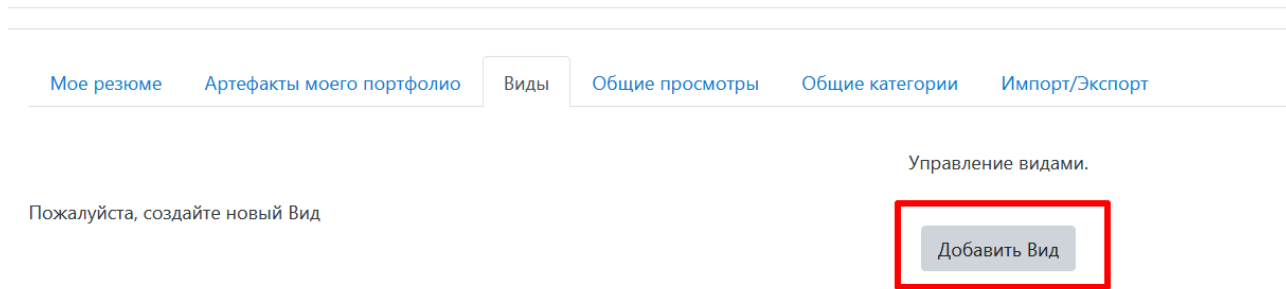 Мое резюме Артефакты моего портфолио Виды Общие просмотры Общие категории Импорт/Экспорт
Управление видами.
Пожалуйста, создайте новый Вид
Добавить Вид